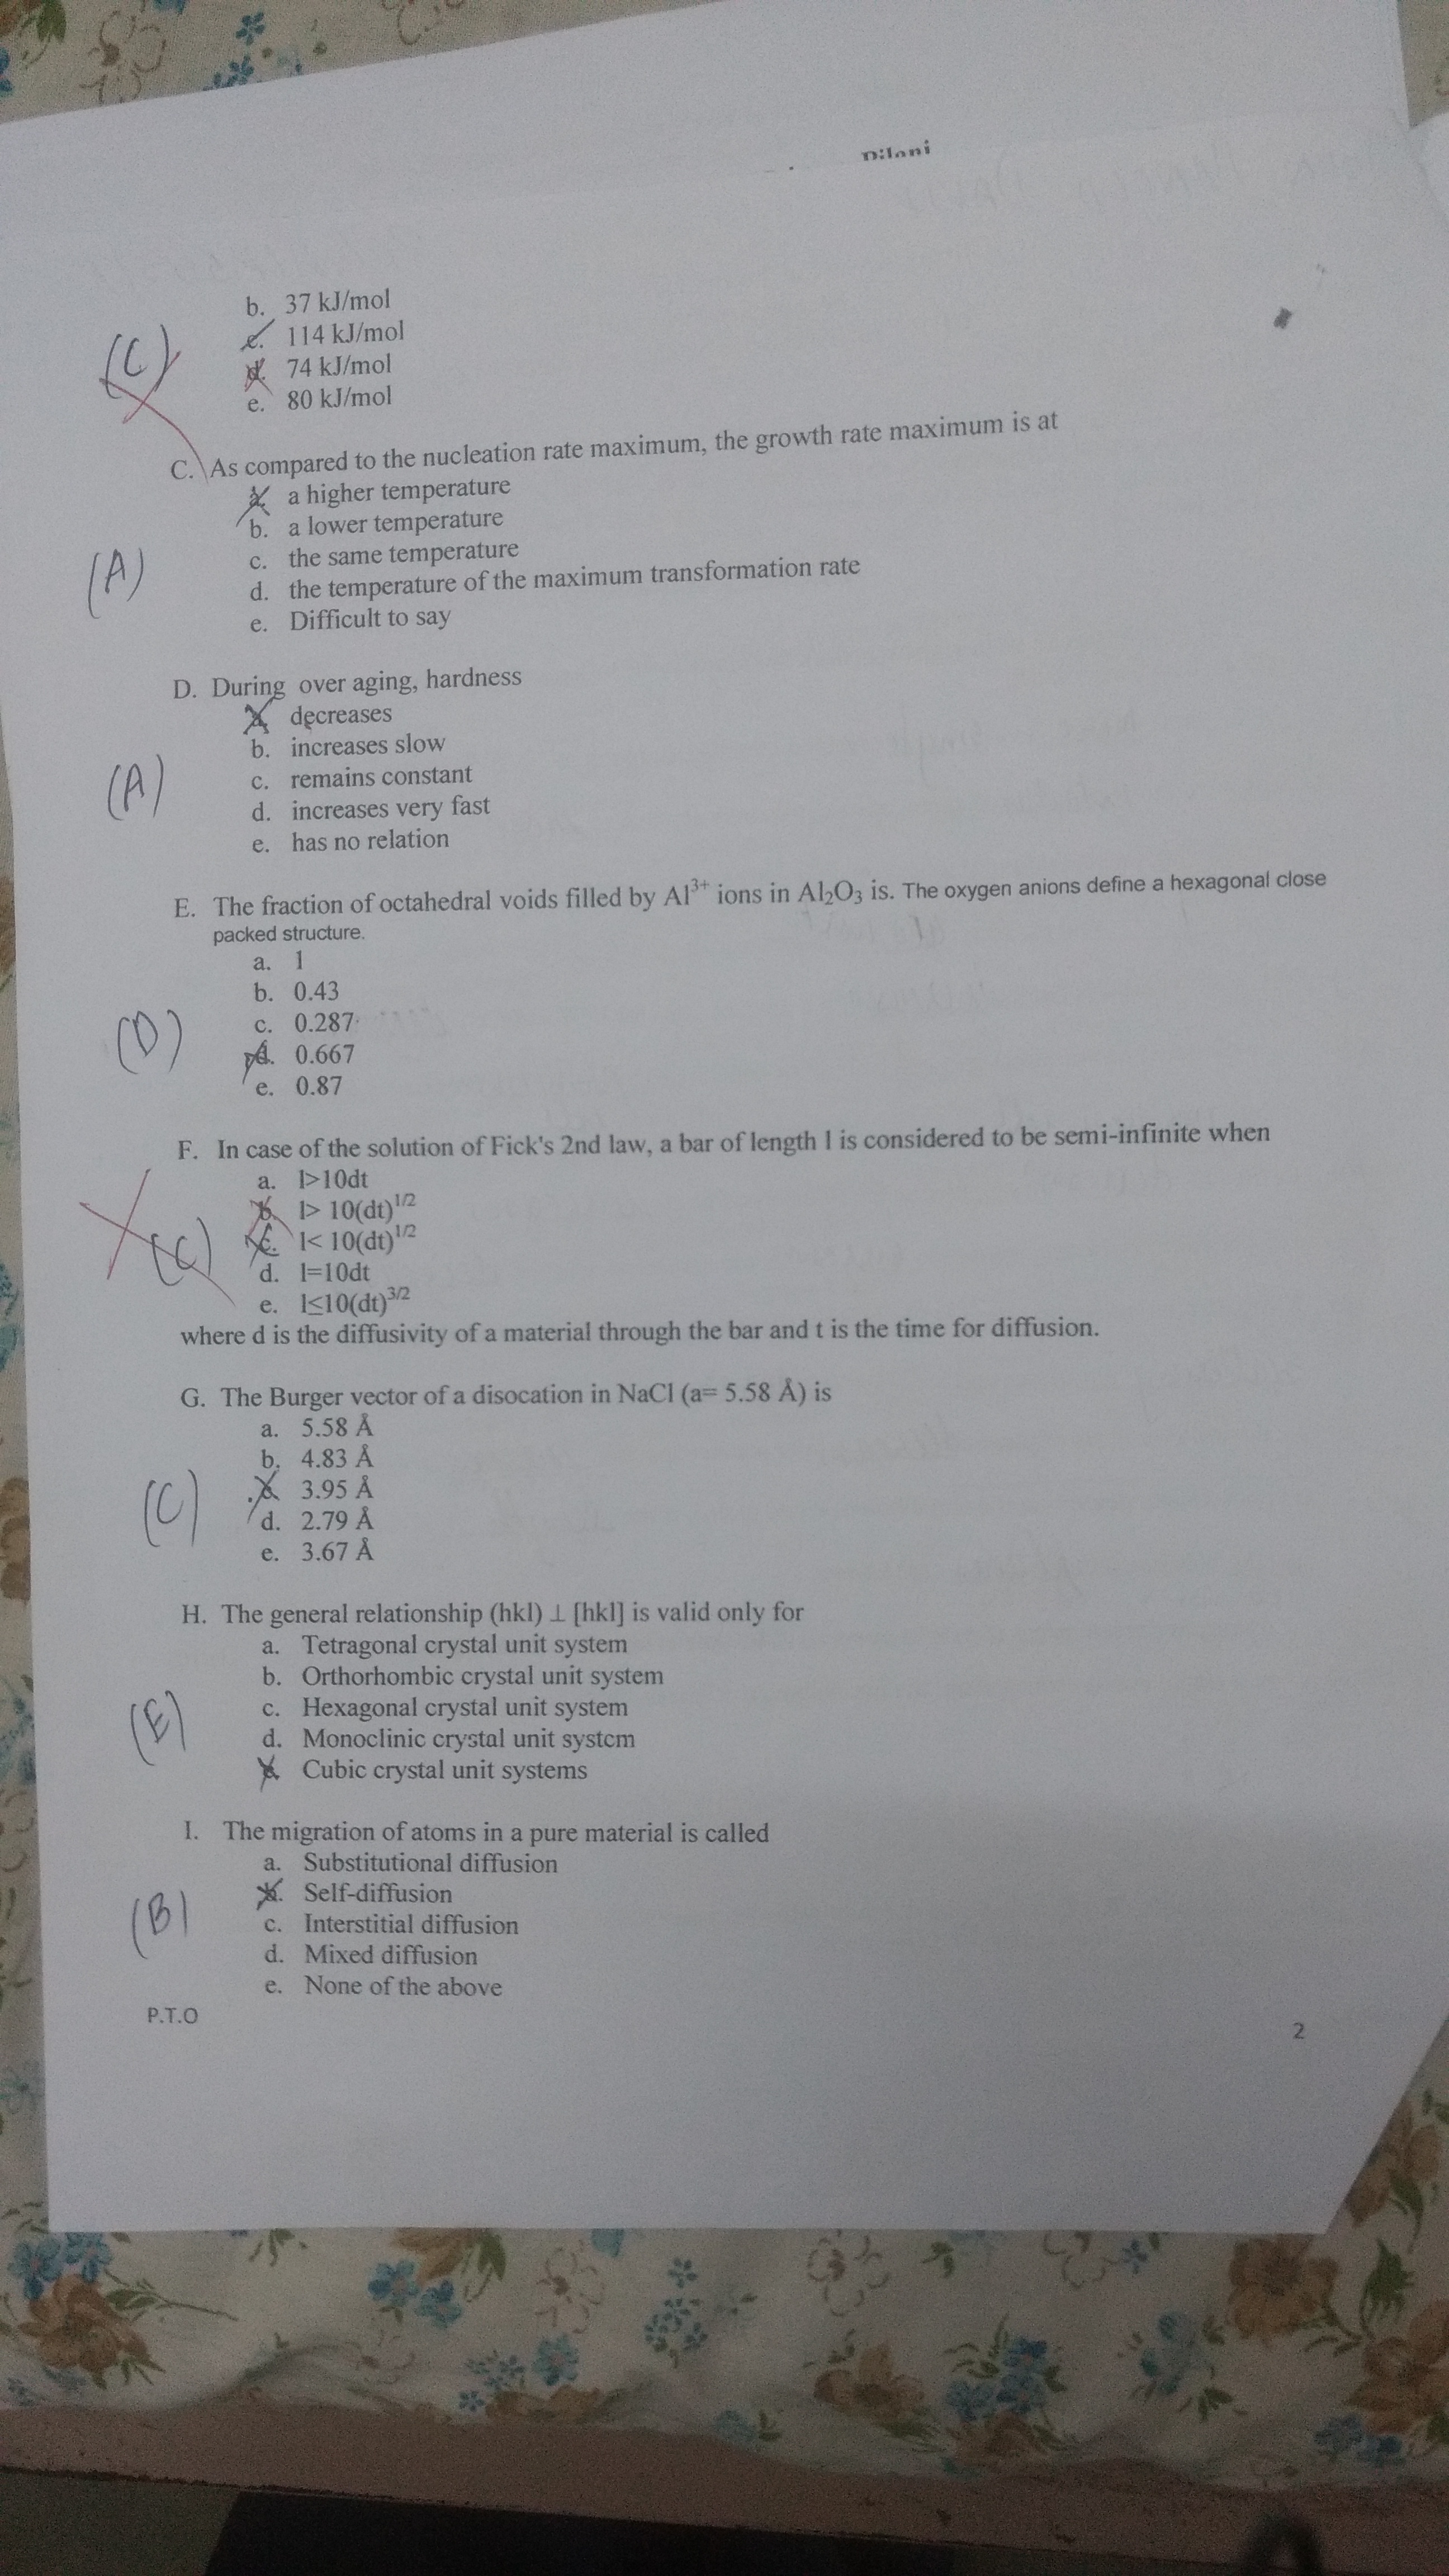 Pilani
b. 37 kJ/mol
c. 114 kJ/mol
(C)
d. 74 kJ/mol
e. 80 kJ/mol
C. As compared to the nucleation rate maximum, the growth rate maximum is at
a. a higher temperature
b. a lower temperature
c. the same temperature
(A)
d. the temperature of the maximum transformation rate
e. Difficult to say
D. During over aging, hardness
a. decreases
b. increases slow
c. remains constant
(A)
d. increases very fast
e. has no relation
E. The fraction of octahedral voids filled by Al³⁺ ions in Al₂O₃ is. The oxygen anions define a hexagonal close
packed structure.
a. 1
b. 0.43
c. 0.287
(D)
d. 0.667
e. 0.87
F. In case of the solution of Fick's 2nd law, a bar of length l is considered to be semi-infinite when
a. l>10dt
b. l> 10(dt)^1/2
(C)
c. l< 10(dt)^1/2
d. l=10dt
e. l≤10(dt)^3/2
where d is the diffusivity of a material through the bar and t is the time for diffusion.
G. The Burger vector of a disocation in NaCl (a= 5.58 Å) is
a. 5.58 Å
b. 4.83 Å
c. 3.95 Å
(C)
d. 2.79 Å
e. 3.67 Å
H. The general relationship (hkl) ⊥ [hkl] is valid only for
a. Tetragonal crystal unit system
b. Orthorhombic crystal unit system
c. Hexagonal crystal unit system
(E)
d. Monoclinic crystal unit system
e. Cubic crystal unit systems
I. The migration of atoms in a pure material is called
a. Substitutional diffusion
b. Self-diffusion
(B)
c. Interstitial diffusion
d. Mixed diffusion
e. None of the above
P.T.O
2